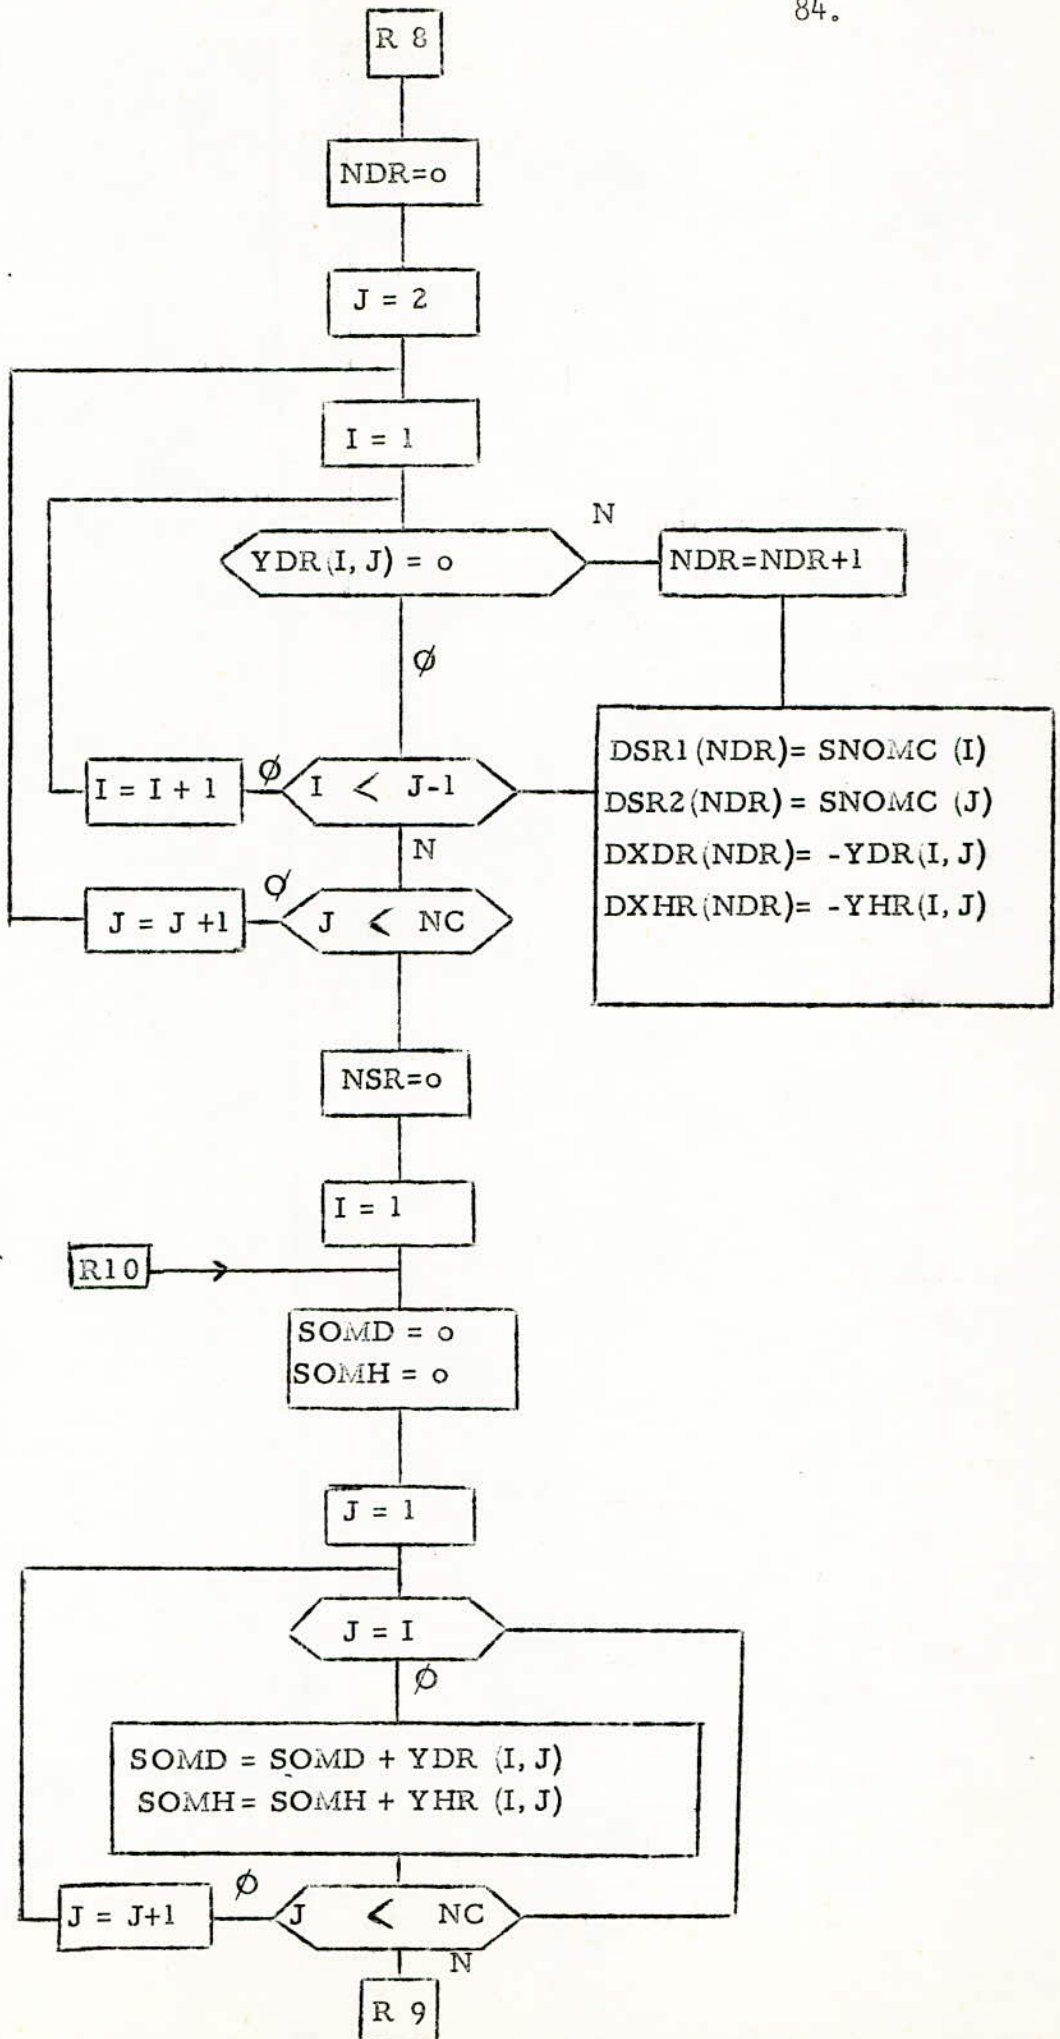 84.
R 8
NDR=o
J = 2
I = 1
YDR(I, J) = o
N
NDR=NDR+1
Ø
DSR1(NDR)= SNOMC (I)
DSR2(NDR) = SNOMC (J)
DXDR(NDR)= -YDR(I, J)
DXHR(NDR)= -YHR(I, J)
I = I + 1
Ø
I < J-1
N
J = J +1
Ø
J < NC
NSR=o
I = 1
R10
SOMD = o
SOMH = o
J = 1
J = I
Ø
SOMD = SOMD + YDR (I, J)
SOMH = SOMH + YHR (I, J)
J = J+1
Ø
J < NC
N
R 9